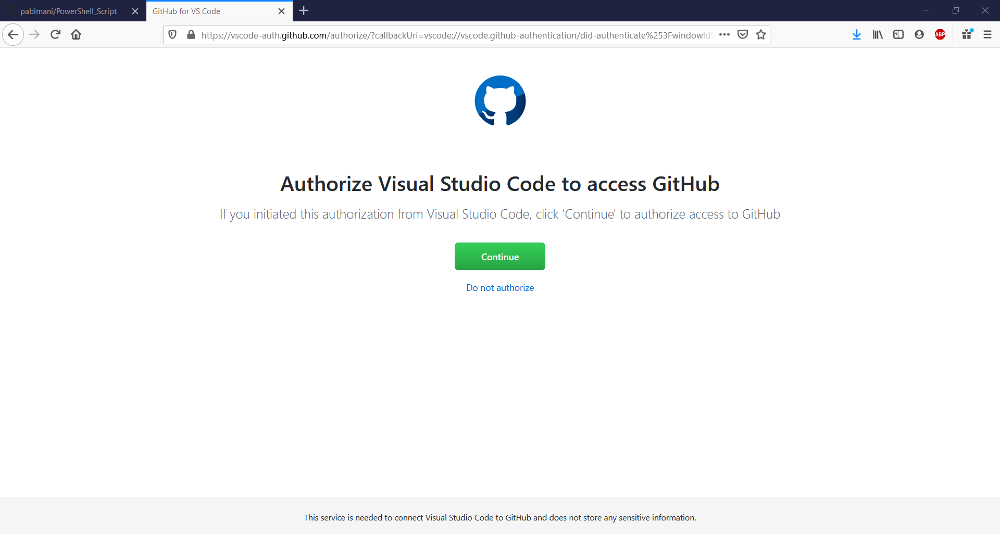 pablmani/PowerShell_Script
GitHub for VS Code
https://vscode-auth.github.com/authorize/?callbackUri=vscode://vscode.github-authentication/did-authenticate%253FwindowId%
ABP
Authorize Visual Studio Code to access GitHub
If you initiated this authorization from Visual Studio Code, click 'Continue' to authorize access to GitHub
Continue
Do not authorize
This service is needed to connect Visual Studio Code to GitHub and does not store any sensitive information.